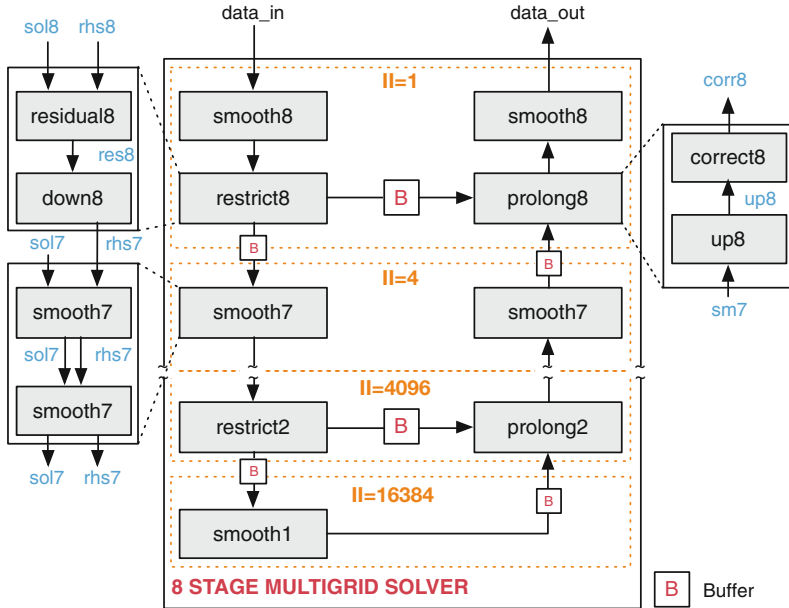 data_in
data_out
sol8
rhs8
II=1
corr8
residual8
smooth8
smooth8
res8
correct8
down8
restrict8
B
prolong8
up8
up8
sol7
rhs7
B
B
II=4
sm7
smooth7
smooth7
smooth7
sol7
rhs7
II=4096
smooth7
restrict2
B
prolong2
sol7
rhs7
B
II=16384
B
smooth1
8 STAGE MULTIGRID SOLVER
B
Buffer